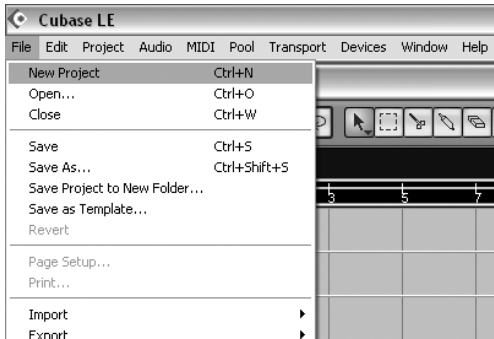 Cubase LE
File Edit Project Audio MIDI Pool Transport Devices Window Help
New Project Ctrl+N
Open... Ctrl+O
Close Ctrl+W
Save Ctrl+S
Save As... Ctrl+Shift+S
Save Project to New Folder...
Save as Template...
Revert
Page Setup...
Print...
Import
Export
3 5 7